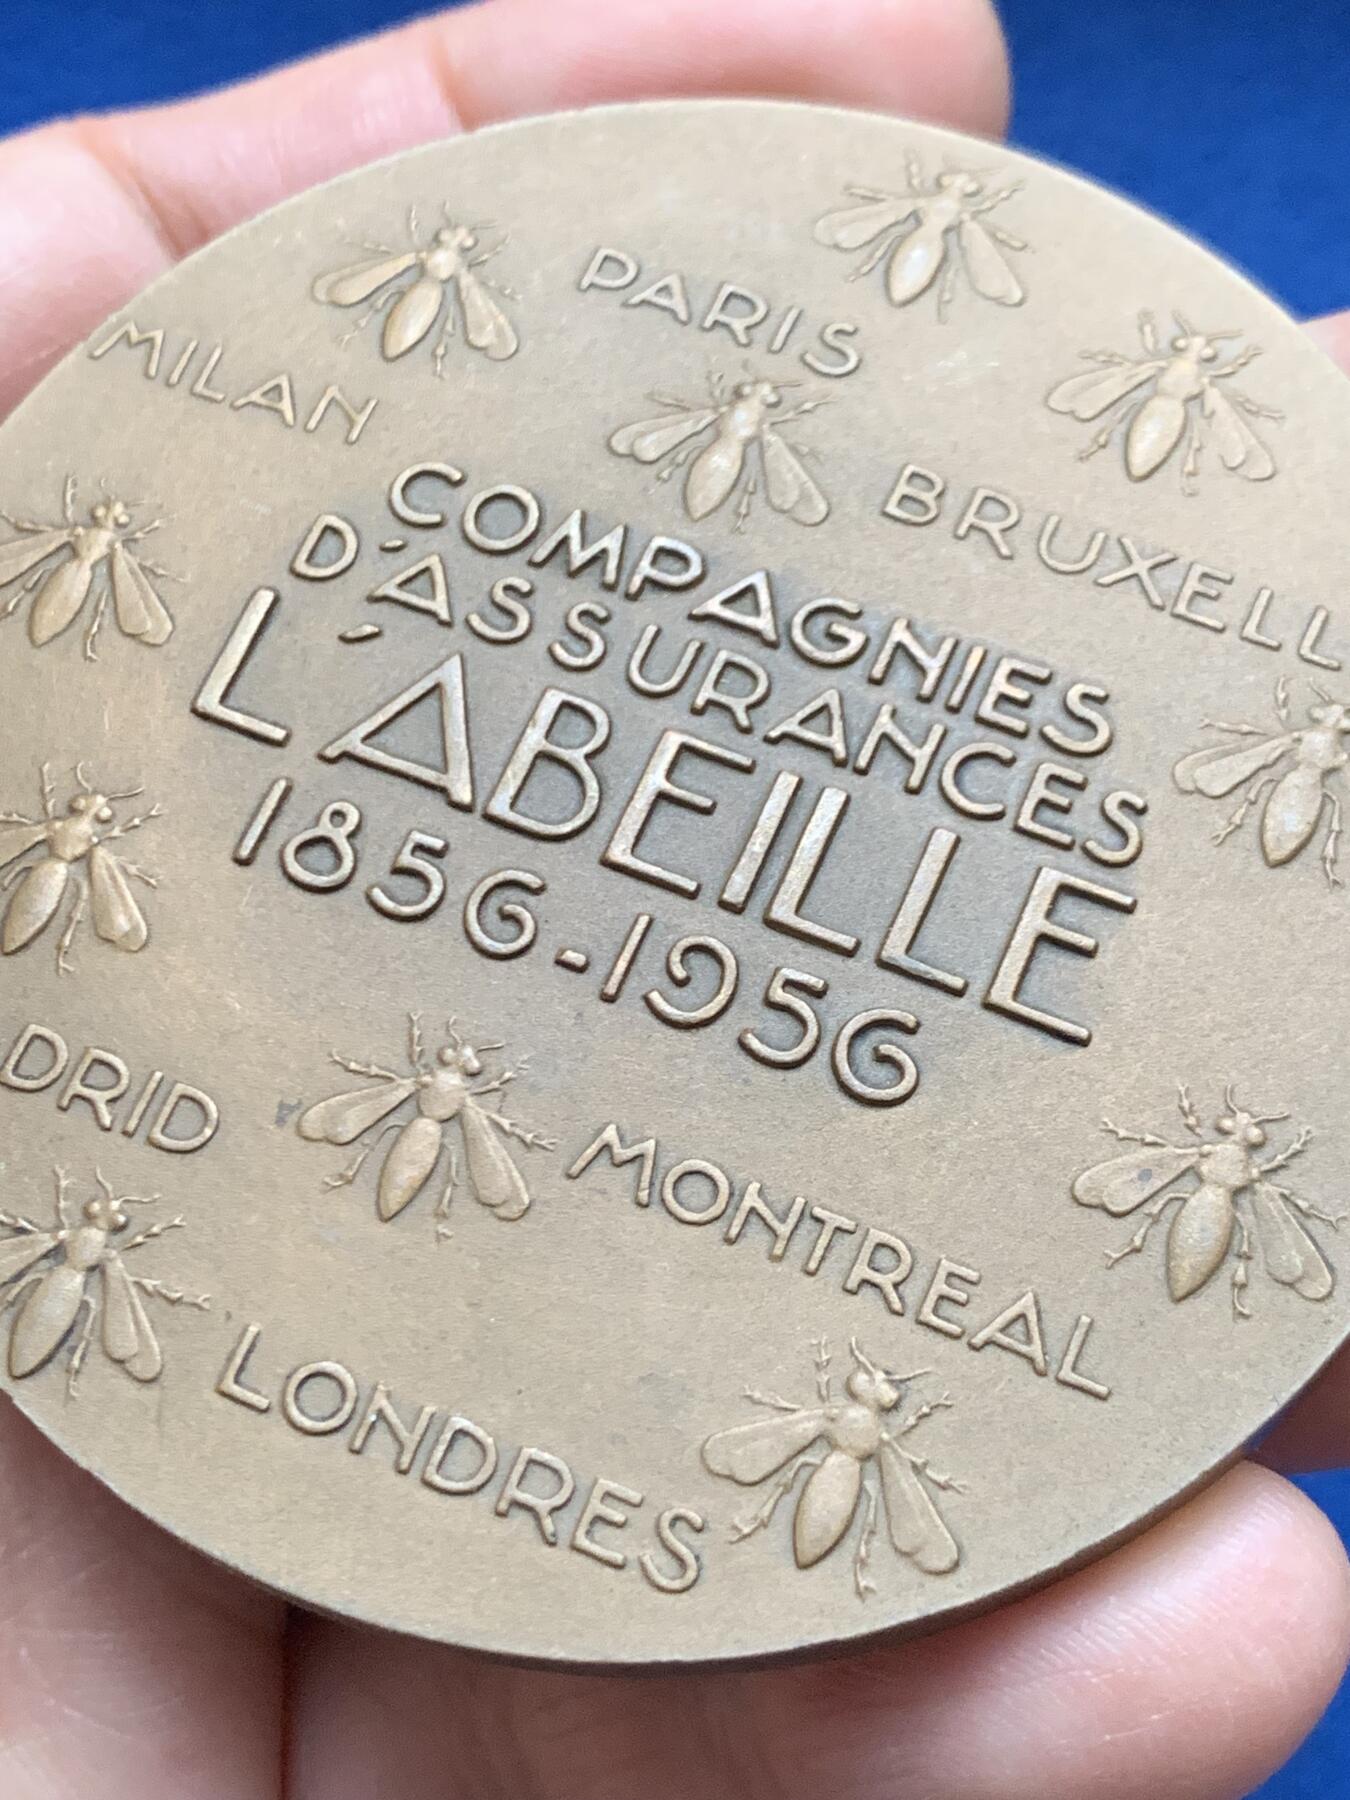 PARIS
MILAN
BRUXELL
COMPAGNIES
D'ASSURANCES
L'ABEILLE
1856-1956
DRID
MONTREAL
LONDRES